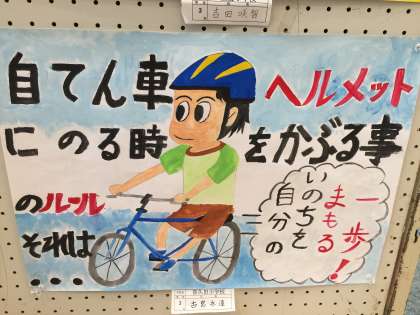 自てん車
にのる時
のルール
それは
...
ヘルメット
をかぶる事
自分の
いのちを
まもる
一歩!
3